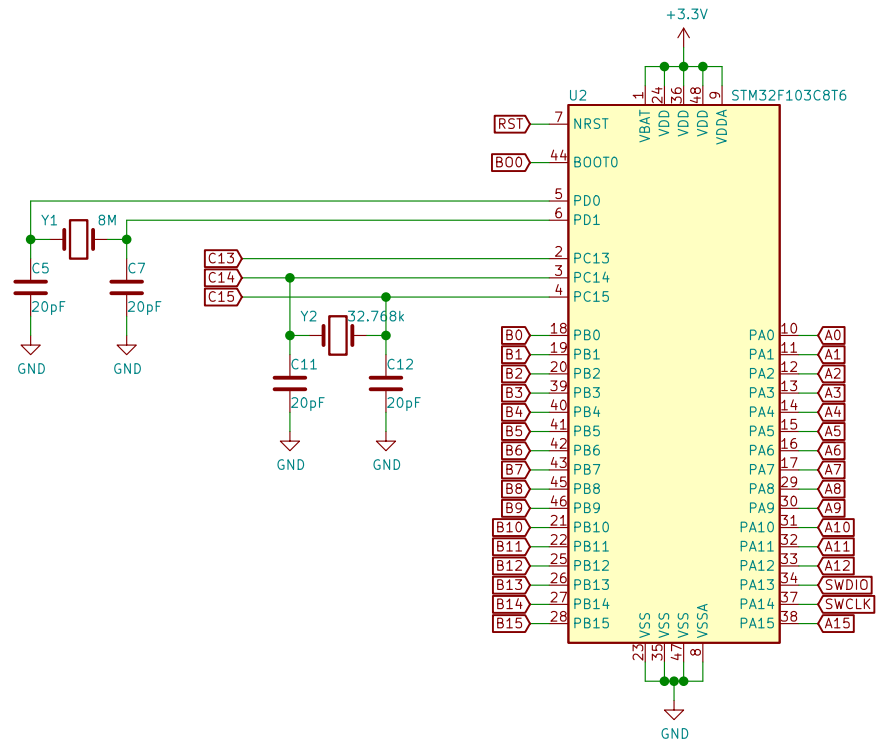 +3.3V
U2
STM32F103C8T6
1 24 36 48 9
VBAT VDD VDD VDD VDDA
RST 7 NRST
BO0 44 BOOT0
5 PD0
6 PD1
Y1 8M
C13 2 PC13
C14 3 PC14
C15 4 PC15
C5 C7
20pF 20pF
GND GND
Y2 32.768k
C11 C12
20pF 20pF
GND GND
B0 18 PB0 PA0 10 A0
B1 19 PB1 PA1 11 A1
B2 20 PB2 PA2 12 A2
B3 39 PB3 PA3 13 A3
B4 40 PB4 PA4 14 A4
B5 41 PB5 PA5 15 A5
B6 42 PB6 PA6 16 A6
B7 43 PB7 PA7 17 A7
B8 45 PB8 PA8 29 A8
B9 46 PB9 PA9 30 A9
B10 21 PB10 PA10 31 A10
B11 22 PB11 PA11 32 A11
B12 25 PB12 PA12 33 A12
B13 26 PB13 PA13 34 SWDIO
B14 27 PB14 PA14 37 SWCLK
B15 28 PB15 PA15 38 A15
VSS VSS VSS VSSA
23 35 47 8
GND